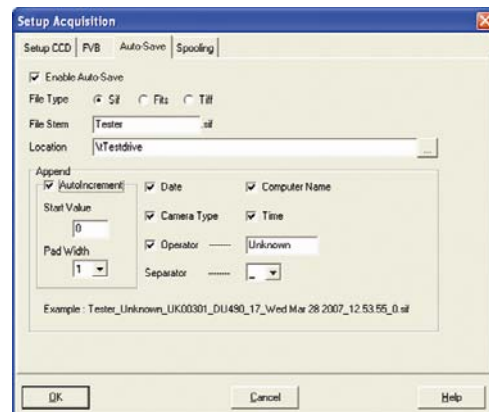 Setup Acquisition
Setup CCD FVB Auto-Save Spooling
Enable Auto-Save
File Type Sif Fits Tiff
File Stem Tester .sif
Location \tTestdrive ...
Append
AutoIncrement Date Computer Name
Start Value Camera Type Time
0
Pad Width Operator Unknown
1
Separator _
Example : Tester_Unknown_UK00301_DU490_17_Wed Mar 28 2007_12.53.55_0.sif
OK Cancel Help